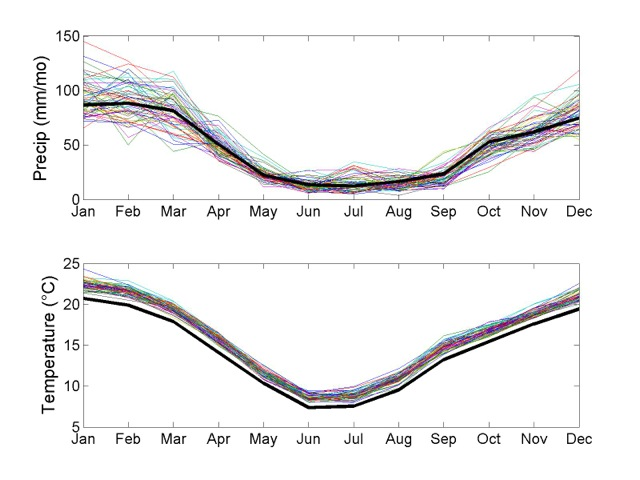 150
100
50
0
Precip (mm/mo)
Jan Feb Mar Apr May Jun Jul Aug Sep Oct Nov Dec
25
20
15
10
5
Temperature (°C)
Jan Feb Mar Apr May Jun Jul Aug Sep Oct Nov Dec